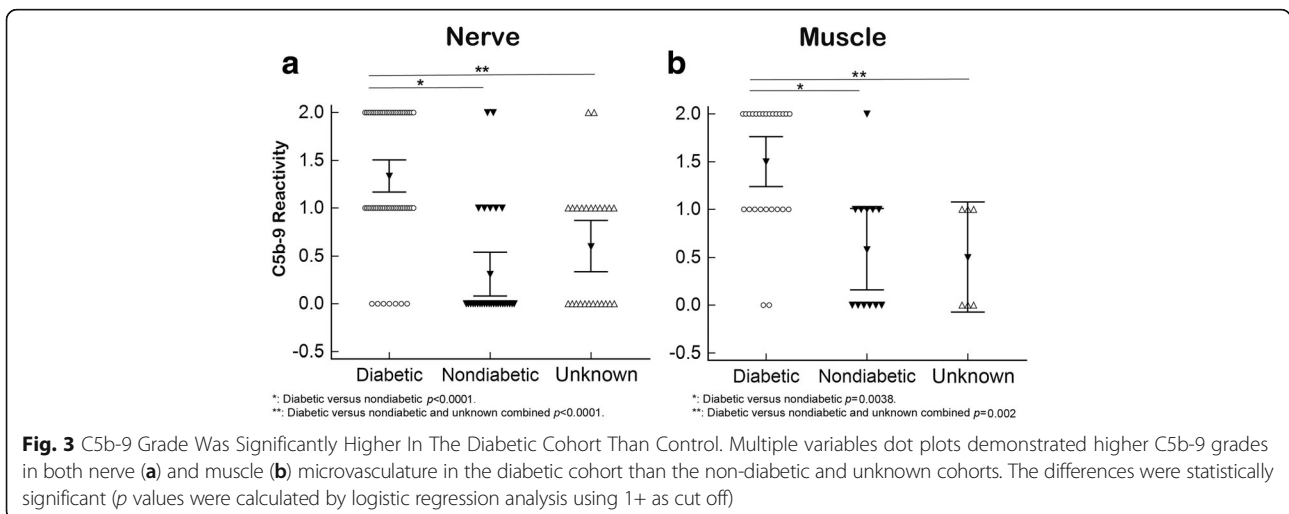 Nerve
Muscle
a
**
*
b
**
*
C5b-9 Reactivity
2.0
1.5
1.0
0.5
0.0
-0.5
2.0
1.5
1.0
0.5
0.0
-0.5
Diabetic Nondiabetic Unknown
Diabetic Nondiabetic Unknown
*: Diabetic versus nondiabetic p<0.0001.
**: Diabetic versus nondiabetic and unknown combined p<0.0001.
*: Diabetic versus nondiabetic p=0.0038.
**: Diabetic versus nondiabetic and unknown combined p=0.002
Fig. 3 C5b-9 Grade Was Significantly Higher In The Diabetic Cohort Than Control. Multiple variables dot plots demonstrated higher C5b-9 grades
in both nerve (a) and muscle (b) microvasculature in the diabetic cohort than the non-diabetic and unknown cohorts. The differences were statistically
significant (p values were calculated by logistic regression analysis using 1+ as cut off)